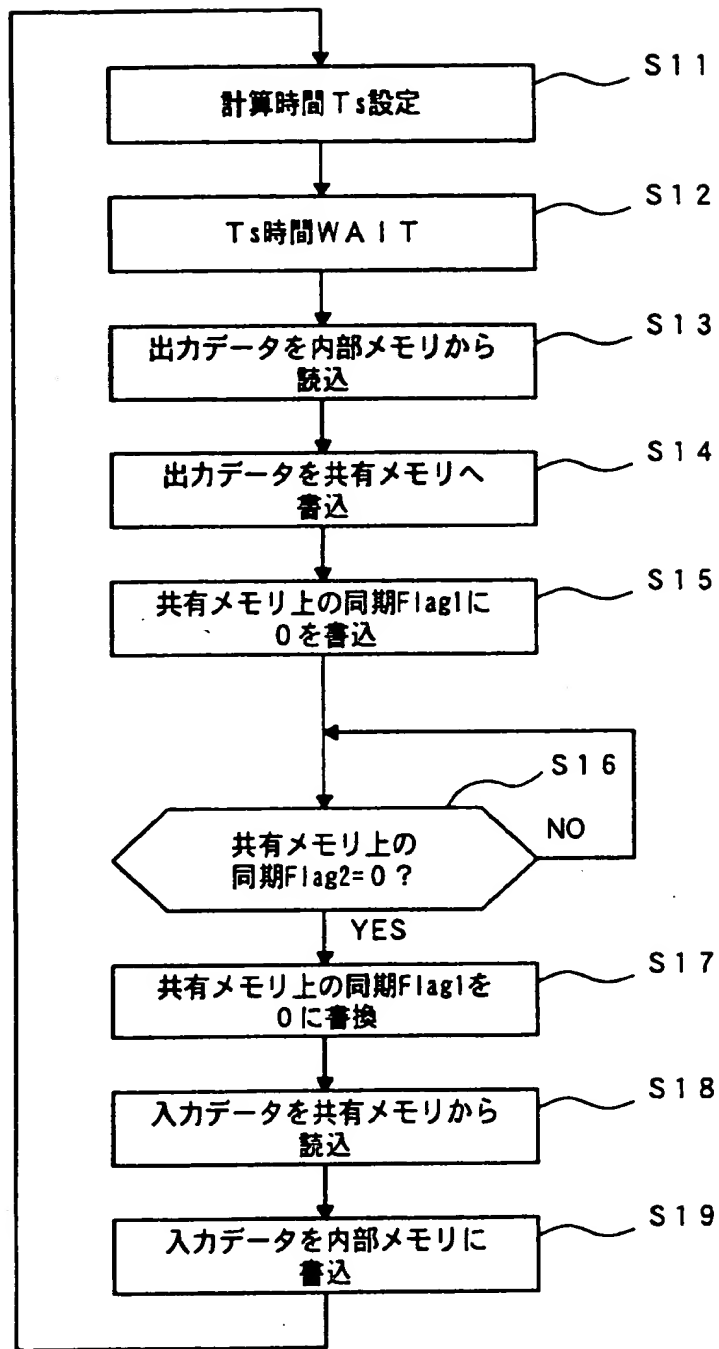 S11
計算時間Ts設定
S12
Ts時間WAIT
S13
出力データを内部メモリから
読込
S14
出力データを共有メモリへ
書込
S15
共有メモリ上の同期Flag1に
0を書込
S16
共有メモリ上の
同期Flag2=0?
NO
YES
S17
共有メモリ上の同期Flag1を
0に書換
S18
入力データを共有メモリから
読込
S19
入力データを内部メモリに
書込